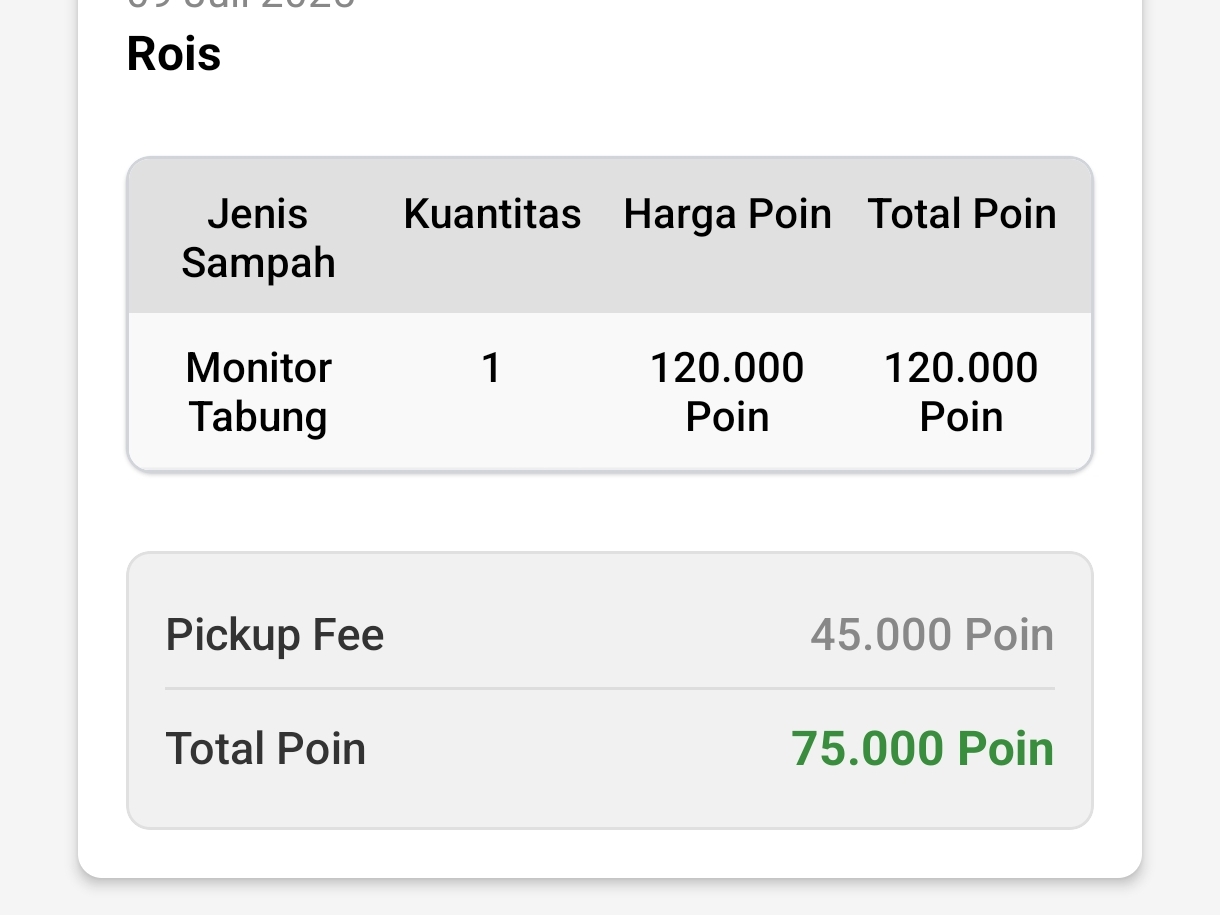 Rois
Jenis Sampah
Kuantitas
Harga Poin
Total Poin
Monitor Tabung
1
120.000 Poin
120.000 Poin
Pickup Fee
45.000 Poin
Total Poin
75.000 Poin